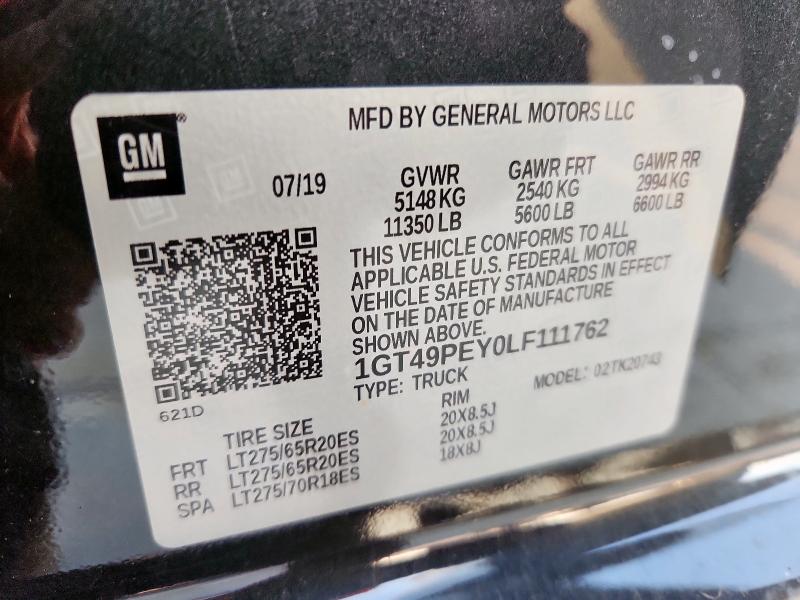 MFD BY GENERAL MOTORS LLC
GM®
07/19
GVWR
5148 KG
11350 LB
GAWR FRT
2540 KG
5600 LB
GAWR RR
2994 KG
6600 LB
THIS VEHICLE CONFORMS TO ALL
APPLICABLE U.S. FEDERAL MOTOR
VEHICLE SAFETY STANDARDS IN EFFECT
ON THE DATE OF MANUFACTURE
SHOWN ABOVE.
1GT49PEY0LF111762
TYPE: TRUCK
MODEL: 02TK20743
621D
TIRE SIZE RIM
FRT LT275/65R20ES 20X8.5J
RR LT275/65R20ES 20X8.5J
SPA LT275/70R18ES 18X8J